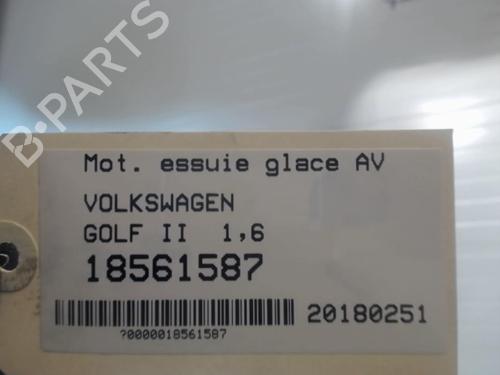 B-PARTS
Mot. essuie glace AV
VOLKSWAGEN
GOLF II 1,6
18561587
20180251
?0000018561587